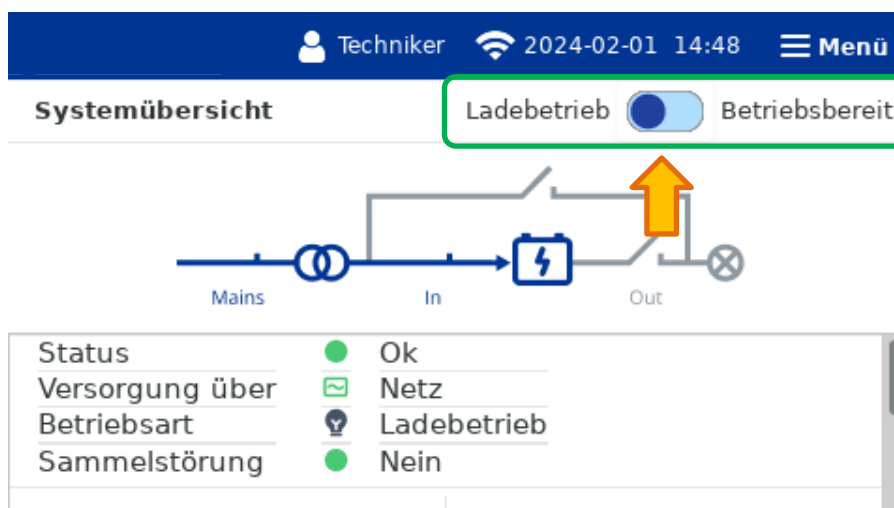 Techniker 2024-02-01 14:48 Menü
Systemübersicht Ladebetrieb Betriebsbereit
Mains In Out
Status Ok
Versorgung über Netz
Betriebsart Ladebetrieb
Sammelstörung Nein